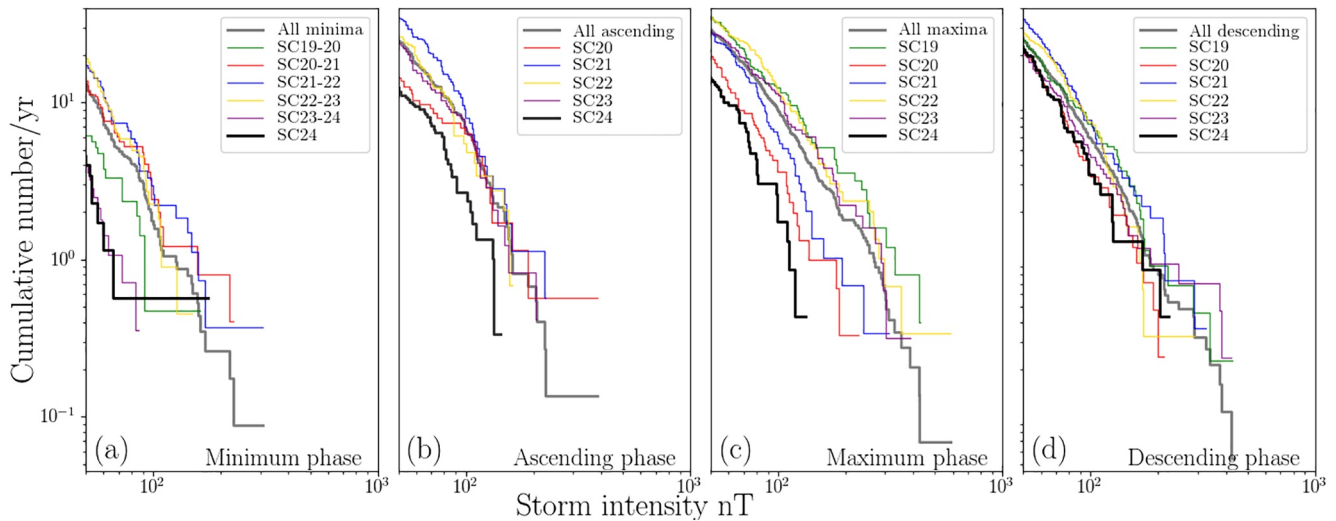 Cumulative number/yr
10¹
10⁰
10⁻¹
All minima
SC19-20
SC20-21
SC21-22
SC22-23
SC23-24
SC24
(a)
Minimum phase
10²
10³
All ascending
SC20
SC21
SC22
SC23
SC24
(b)
Ascending phase
10²
10³
All maxima
SC19
SC20
SC21
SC22
SC23
SC24
(c)
Maximum phase
10²
10³
All descending
SC19
SC20
SC21
SC22
SC23
SC24
(d)
Descending phase
10²
10³
Storm intensity nT